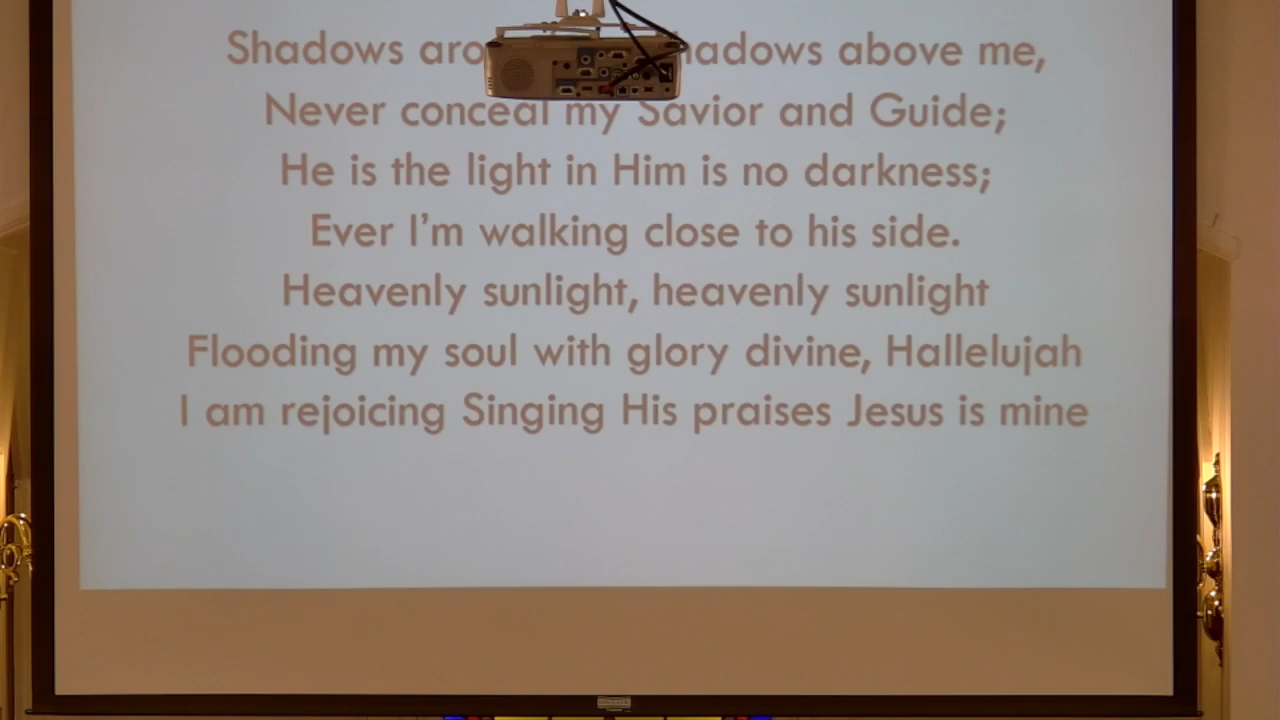 Shadows aro hadows above me,
Never conceal my Savior and Guide;
He is the light in Him is no darkness;
Ever I'm walking close to his side.
Heavenly sunlight, heavenly sunlight
Flooding my soul with glory divine, Hallelujah
I am rejoicing Singing His praises Jesus is mine